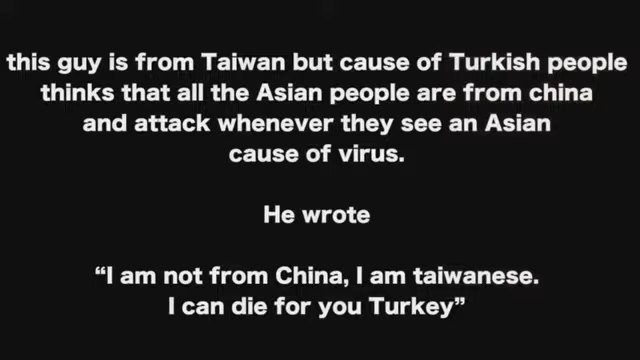 this guy is from Taiwan but cause of Turkish people
thinks that all the Asian people are from china
and attack whenever they see an Asian
cause of virus.
He wrote
“I am not from China, I am taiwanese.
I can die for you Turkey”